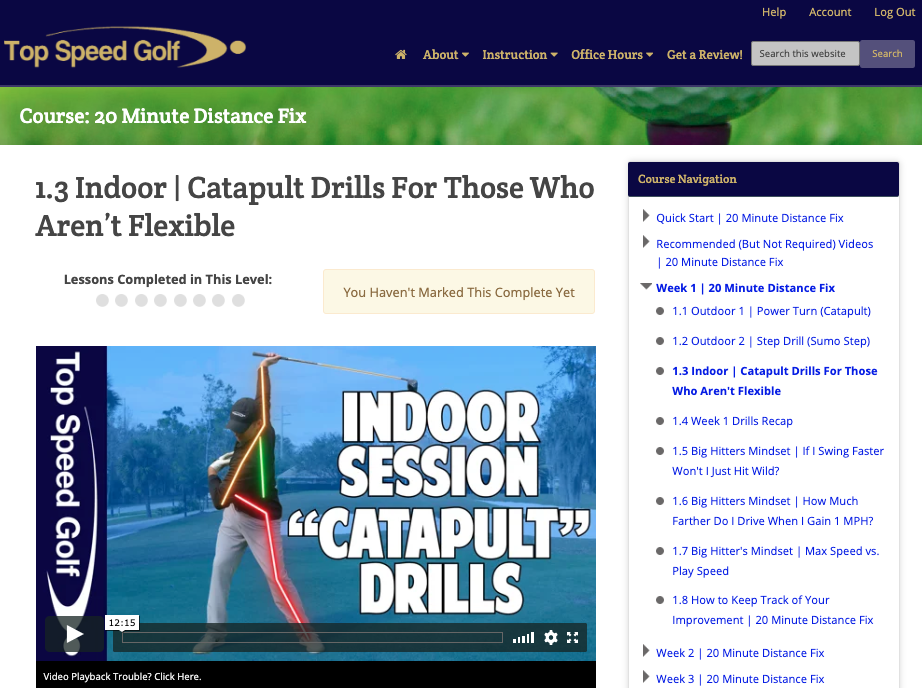 Help Account Log Out
Top Speed Golf
About Instruction Office Hours Get a Review! Search this website Search
Course: 20 Minute Distance Fix
1.3 Indoor | Catapult Drills For Those Who
Aren’t Flexible
Lessons Completed in This Level:
You Haven't Marked This Complete Yet
Top Speed Golf
INDOOR
SESSION
“CATAPULT”
DRILLS
12:15
Video Playback Trouble? Click Here.
Course Navigation
Quick Start | 20 Minute Distance Fix
Recommended (But Not Required) Videos
| 20 Minute Distance Fix
Week 1 | 20 Minute Distance Fix
1.1 Outdoor 1 | Power Turn (Catapult)
1.2 Outdoor 2 | Step Drill (Sumo Step)
1.3 Indoor | Catapult Drills For Those
Who Aren't Flexible
1.4 Week 1 Drills Recap
1.5 Big Hitters Mindset | If I Swing Faster
Won't I Just Hit Wild?
1.6 Big Hitters Mindset | How Much
Farther Do I Drive When I Gain 1 MPH?
1.7 Big Hitter's Mindset | Max Speed vs.
Play Speed
1.8 How to Keep Track of Your
Improvement | 20 Minute Distance Fix
Week 2 | 20 Minute Distance Fix
Week 3 | 20 Minute Distance Fix